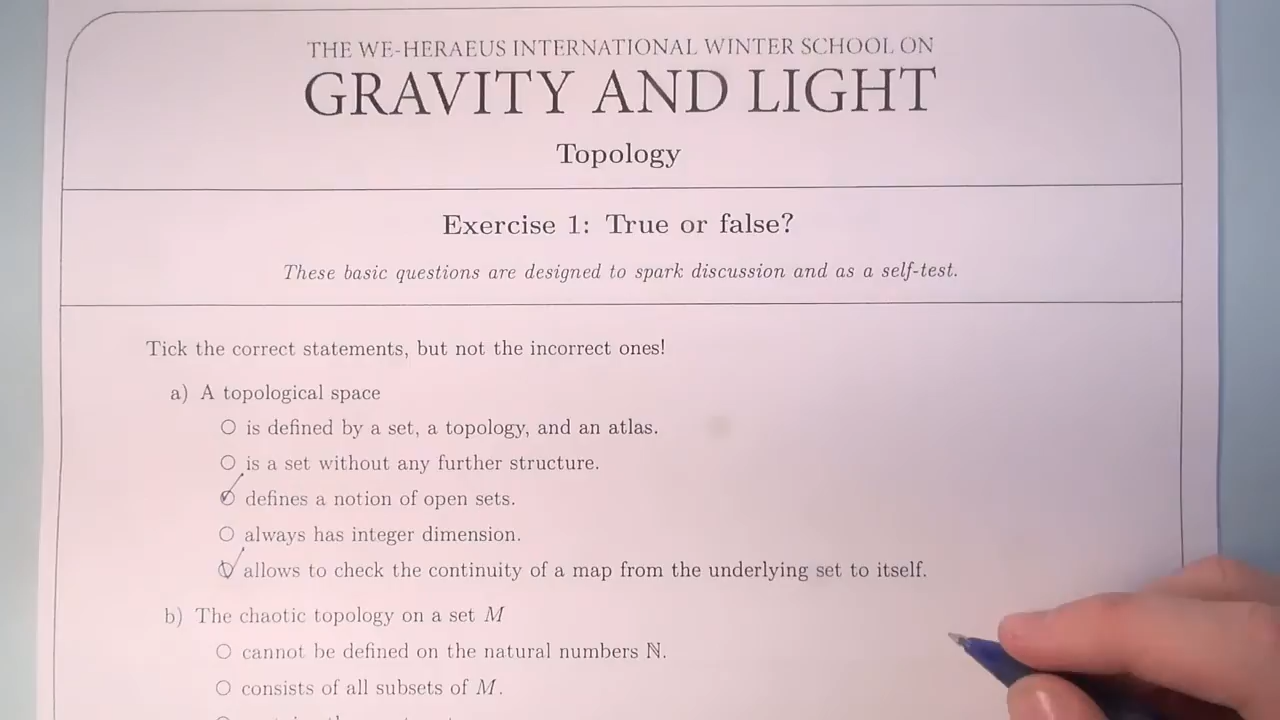 THE WE-HERAEUS INTERNATIONAL WINTER SCHOOL ON
GRAVITY AND LIGHT
Topology
Exercise 1: True or false?
These basic questions are designed to spark discussion and as a self-test.
Tick the correct statements, but not the incorrect ones!
a) A topological space
is defined by a set, a topology, and an atlas.
is a set without any further structure.
defines a notion of open sets.
always has integer dimension.
allows to check the continuity of a map from the underlying set to itself.
b) The chaotic topology on a set M
cannot be defined on the natural numbers ℕ.
consists of all subsets of M.